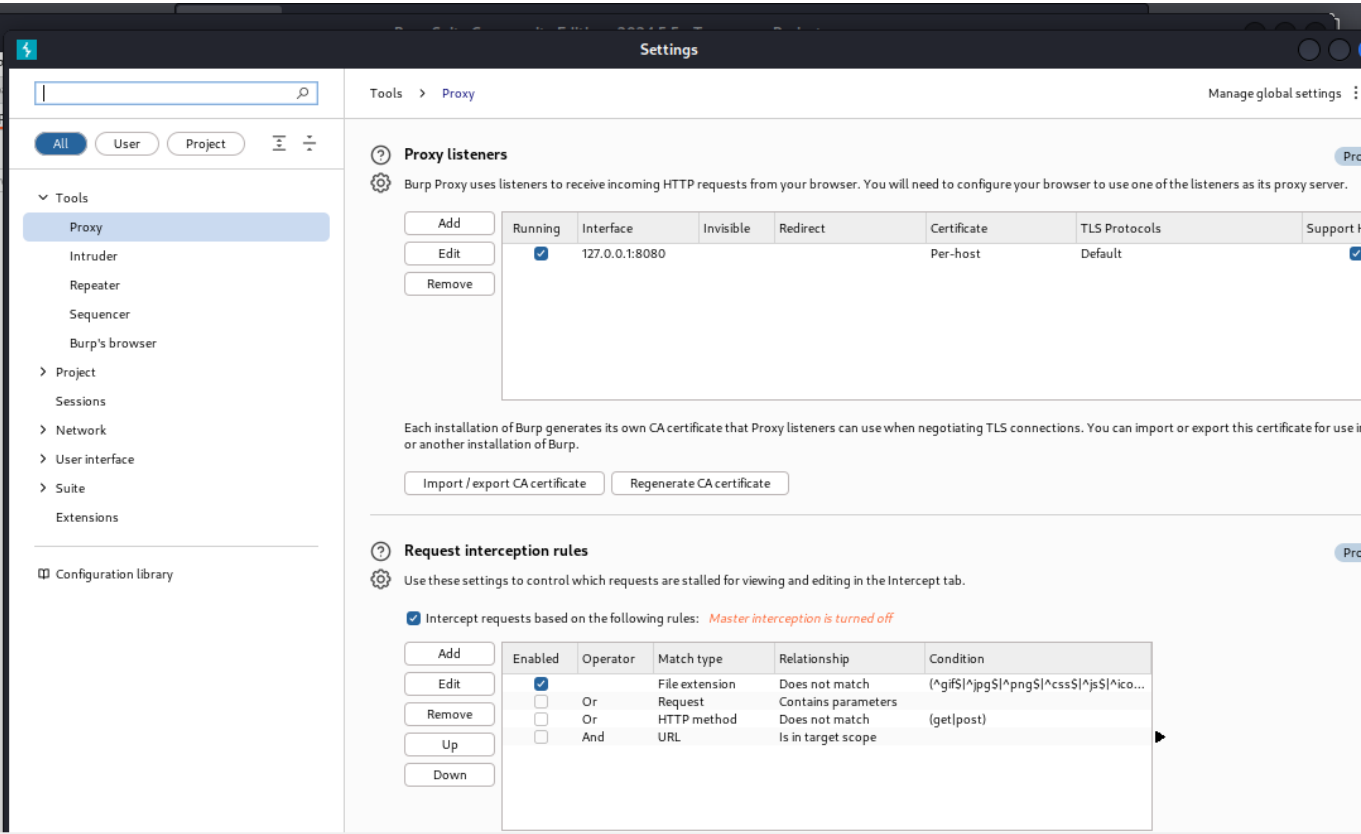 Settings
Tools > Proxy
Manage global settings
All User Project
Tools
Proxy
Intruder
Repeater
Sequencer
Burp's browser
Project
Sessions
Network
User interface
Suite
Extensions
Configuration library
Proxy listeners
Burp Proxy uses listeners to receive incoming HTTP requests from your browser. You will need to configure your browser to use one of the listeners as its proxy server.
Add
Edit
Remove
Running Interface Invisible Redirect Certificate TLS Protocols Support
127.0.0.1:8080 Per-host Default
Each installation of Burp generates its own CA certificate that Proxy listeners can use when negotiating TLS connections. You can import or export this certificate for use
or another installation of Burp.
Import / export CA certificate Regenerate CA certificate
Request interception rules
Use these settings to control which requests are stalled for viewing and editing in the Intercept tab.
Intercept requests based on the following rules: Master interception is turned off
Add
Edit
Remove
Up
Down
Enabled Operator Match type Relationship Condition
File extension Does not match (^gif$|^jpg$|^png$|^css$|^js$|^ico...
Or Request Contains parameters
Or HTTP method Does not match (get|post)
And URL Is in target scope